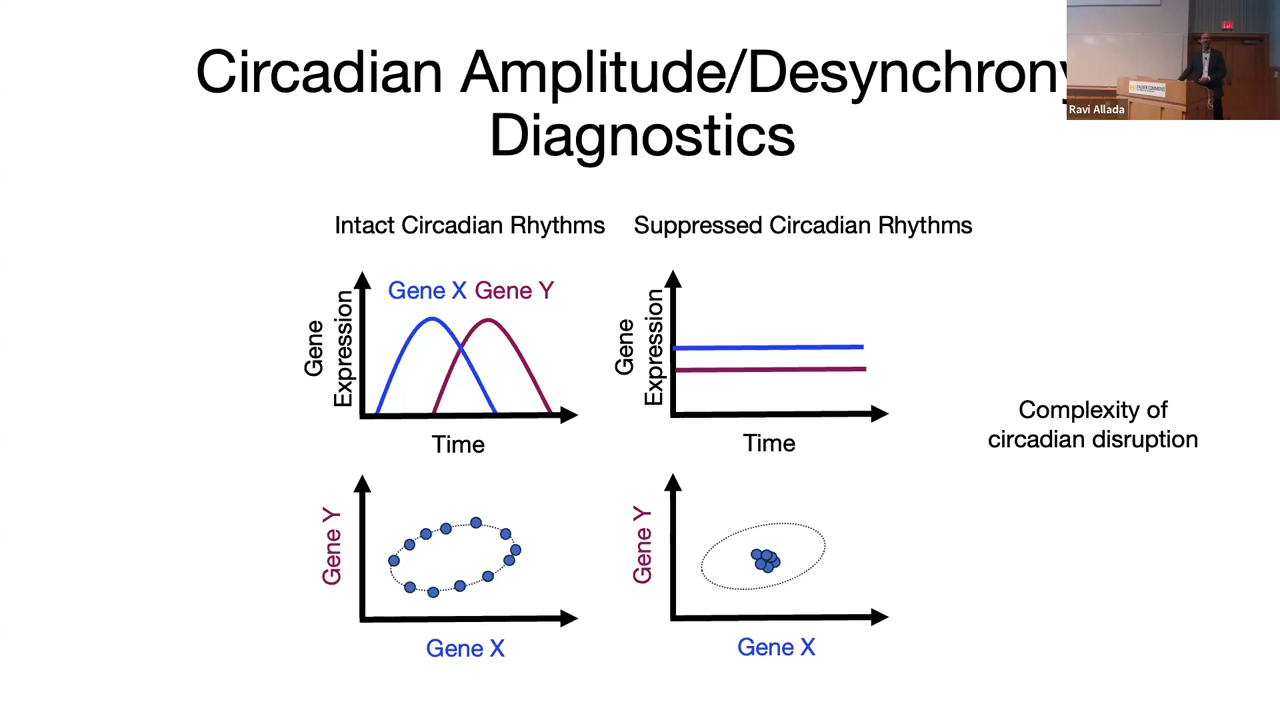 Circadian Amplitude/Desynchrony
Diagnostics
Ravi Allada
Intact Circadian Rhythms
Suppressed Circadian Rhythms
Gene X Gene Y
Gene
Expression
Time
Gene
Expression
Time
Complexity of
circadian disruption
Gene Y
Gene X
Gene Y
Gene X